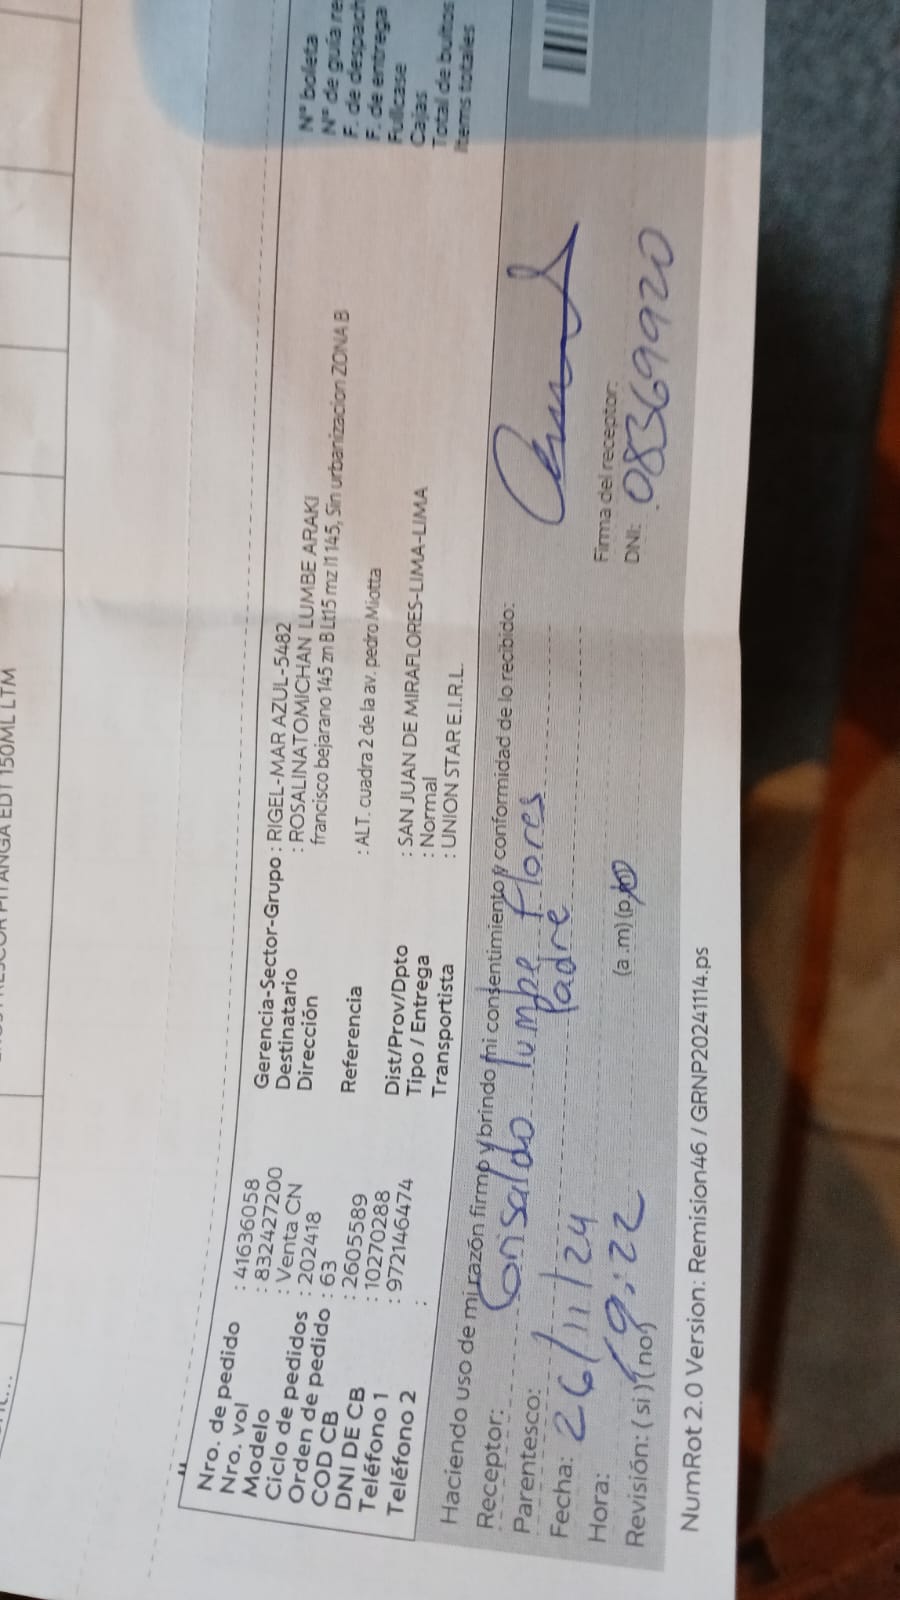 150ML LTM
Nro. de pedido : 41636058
Nro. vol : 832427200
Modelo : Venta CN
Ciclo de pedidos : 202418
Orden de pedido : 63
COD CB : 2605589
DNI DE CB : 10270288
Teléfono 1 : 972146474
Teléfono 2 :
Gerencia-Sector-Grupo : RIGEL-MAR AZUL-5482
Destinatario : ROSALINATOMICHAN LUMBE ARAKI
Dirección francisco bejarano 145 zn B Lt15 mz I1 145, Sin urbanizacion ZONA B
Referencia : ALT. cuadra 2 de la av. pedro Miotta
Dist/Prov/Dpto : SAN JUAN DE MIRAFLORES-LIMA-LIMA
Tipo / Entrega : Normal
Transportista : UNION STAR E.I.R.L.
N° boleta
N° de guía re
F. de despach
F. de entrega
Fullcase
Cajas
Total de bultos
Items totales
Haciendo uso de mi razón firmo y brindo mi consentimiento y conformidad de lo recibido:
Receptor: Grisaldo Lumbe Flores
Parentesco: Padre
Fecha: 26/11/24
Hora: 19:22 (a .m) (p.m)
Revisión: ( si ) ( no )
Firma del receptor:
DNI: 08369920
NumRot 2.0 Version: Remision46 / GRNP20241114.ps